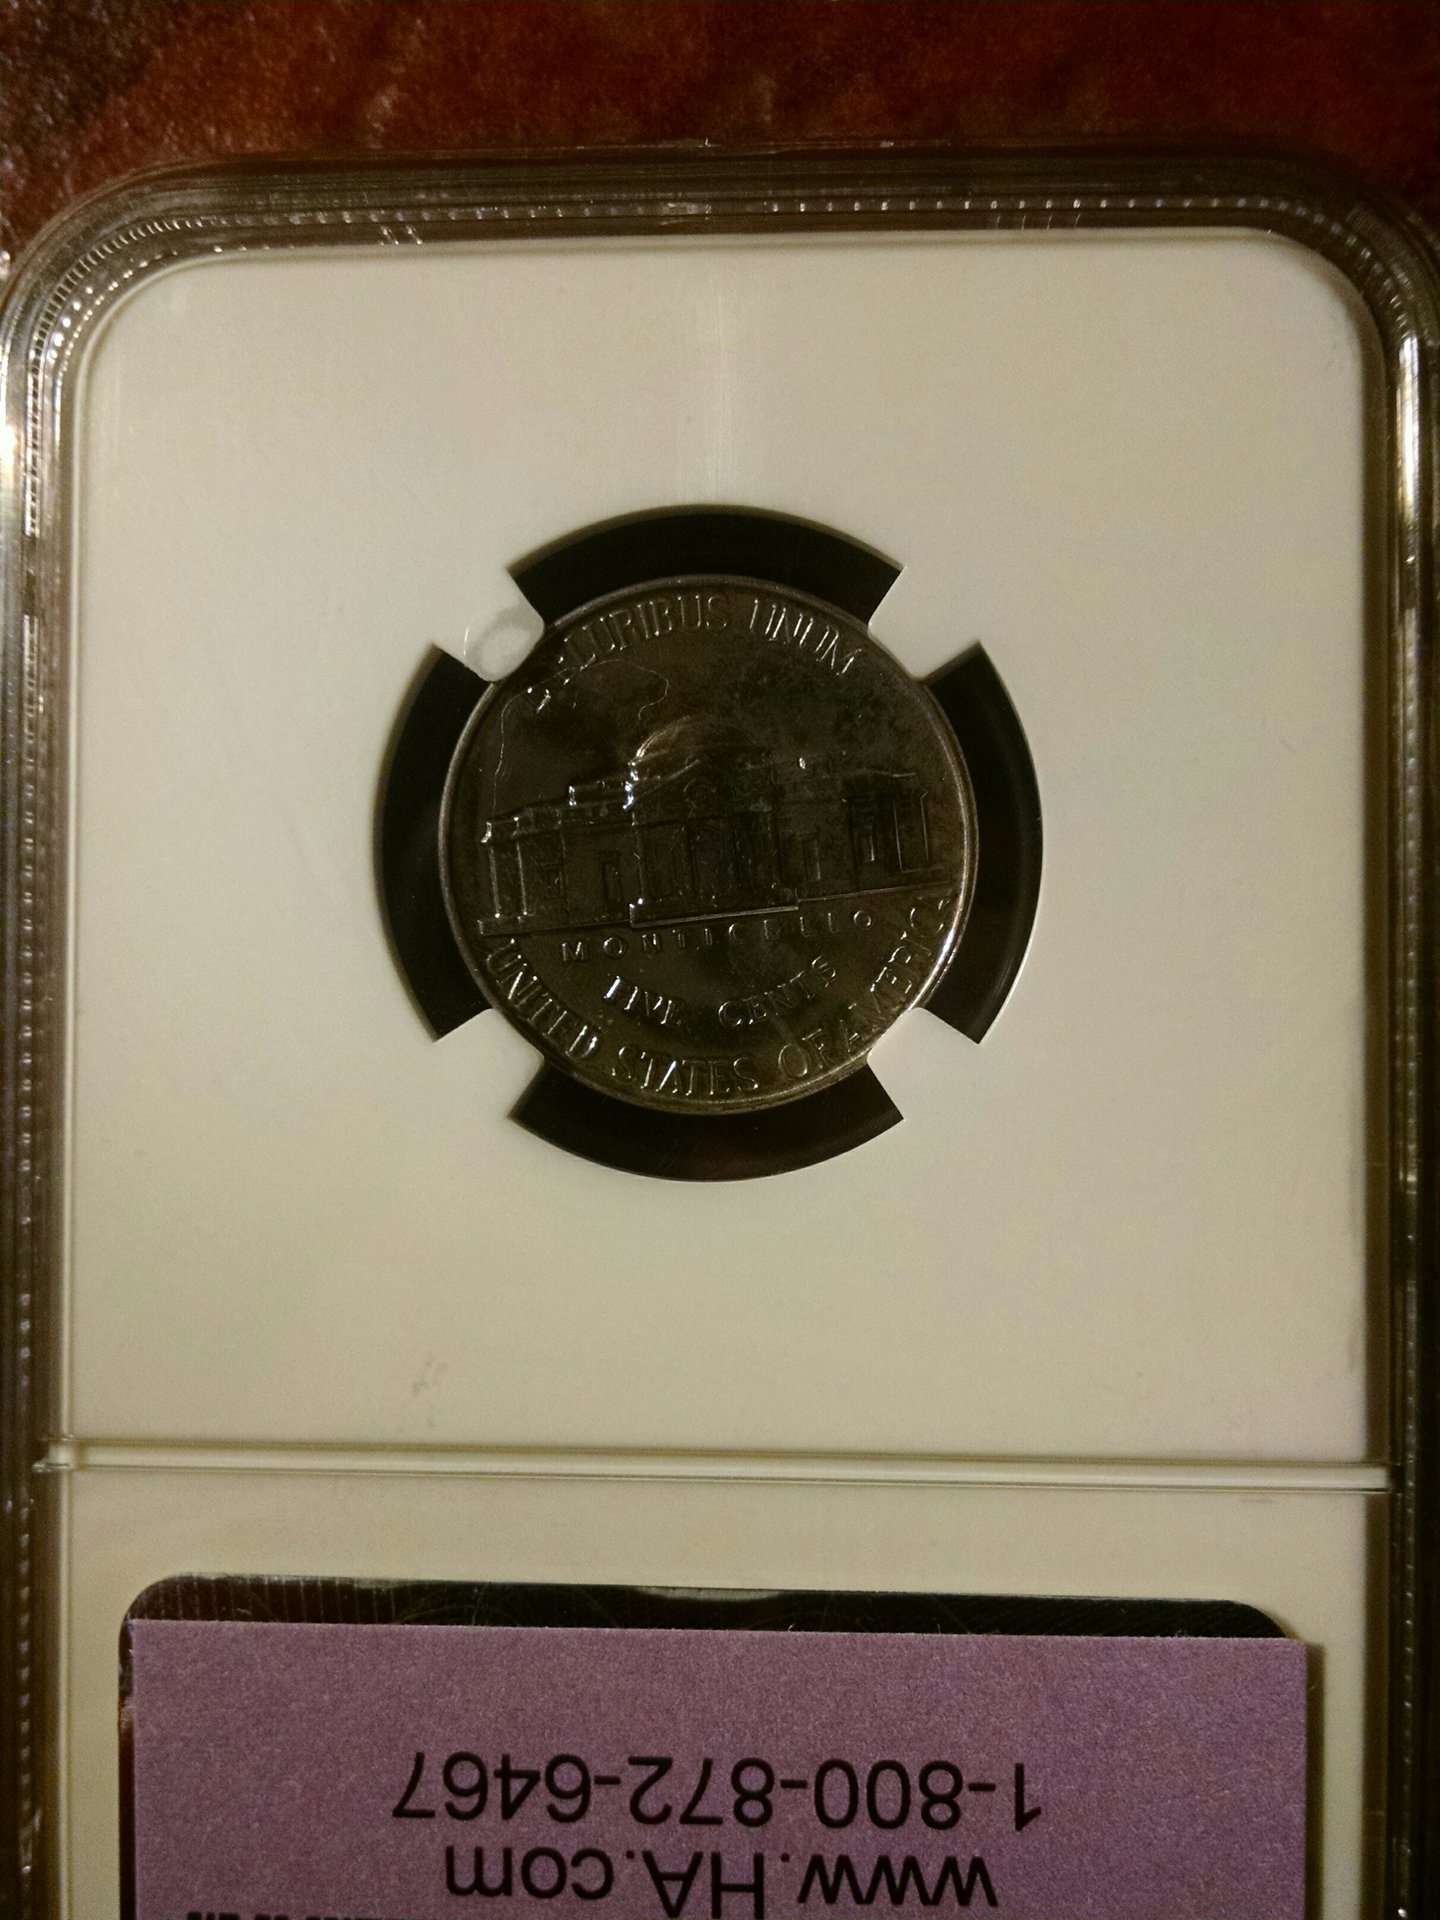 PLURIBUS UNUM
MONTICELLO
FIVE CENTS
UNITED STATES OF AMERICA
www.HA.com
1-800-872-6467